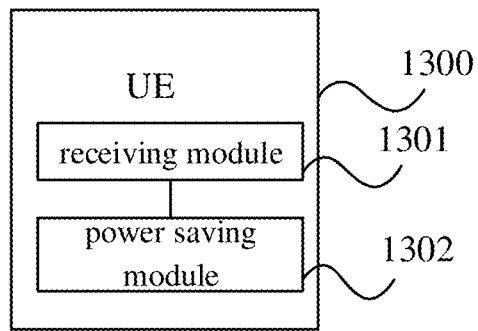 UE
1300
receiving module
1301
power saving
module
1302